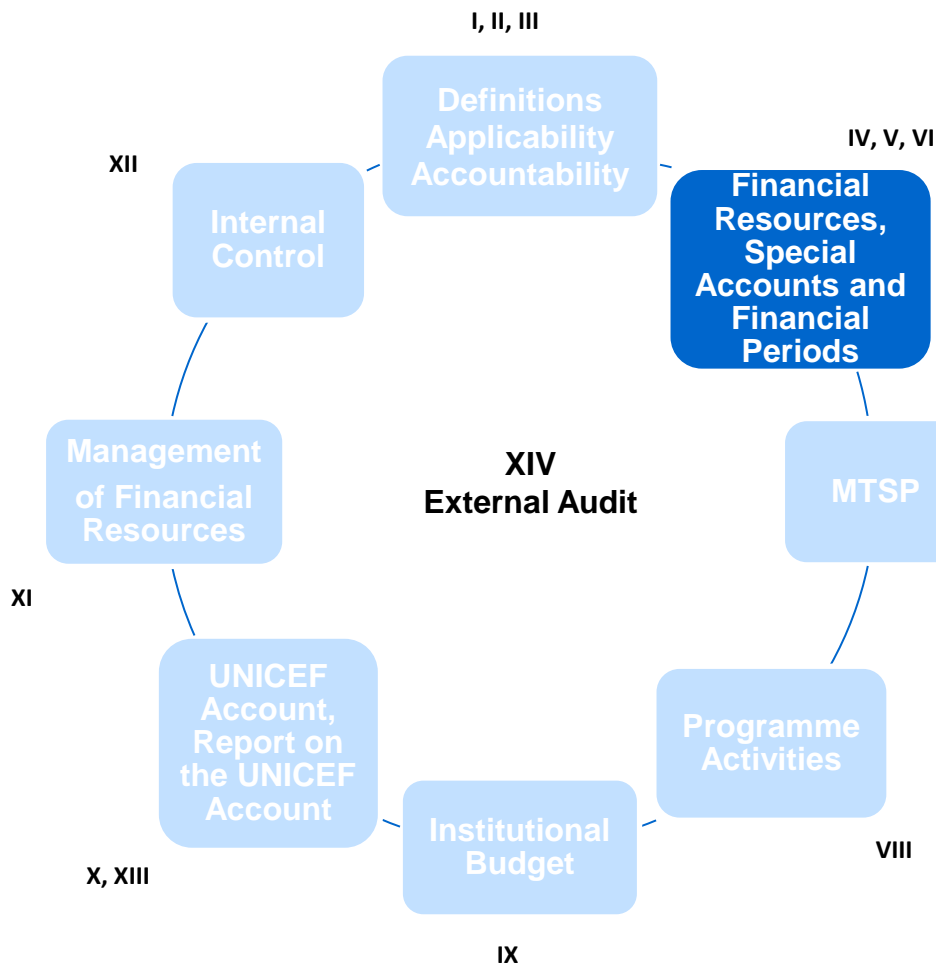 I, II, III
Definitions
Applicability
Accountability
IV, V, VI
Financial
Resources,
Special
Accounts and
Financial
Periods
MTSP
Programme
Activities
VIII
Institutional
Budget
IX
UNICEF
Account,
Report on
the UNICEF
Account
X, XIII
Management
of Financial
Resources
XI
Internal
Control
XII
XIV
External Audit